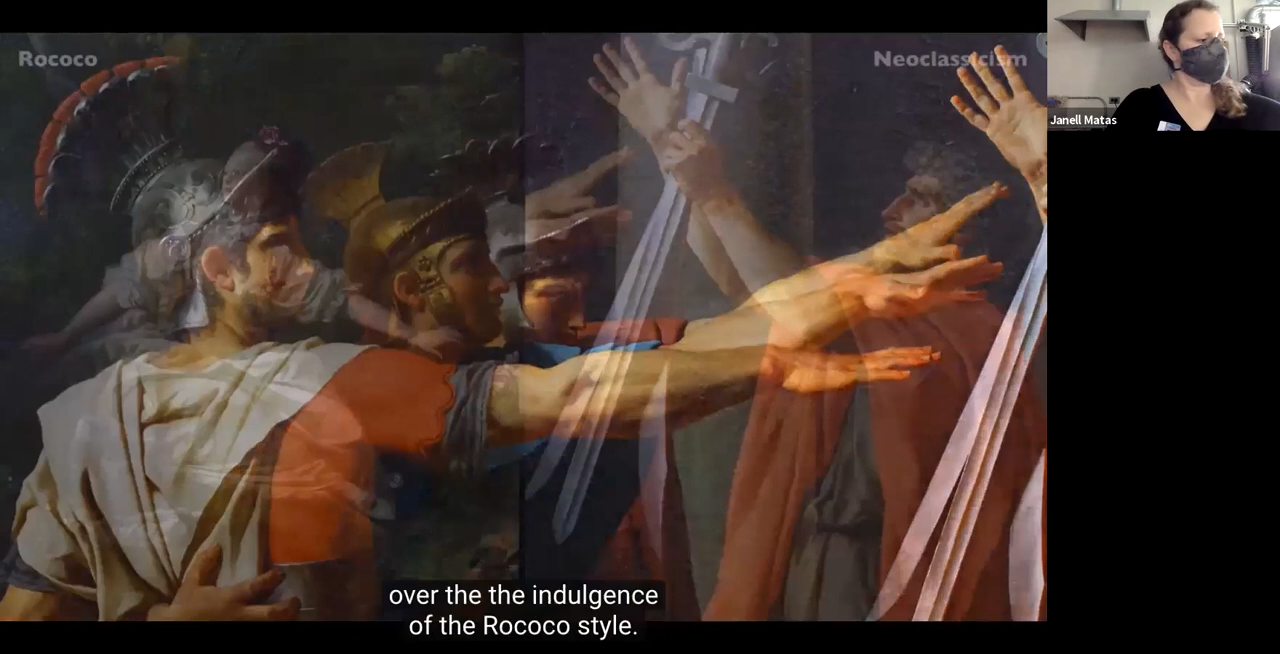 Rococo
Neoclassicism
Janell Matas
over the the indulgence
of the Rococo style.